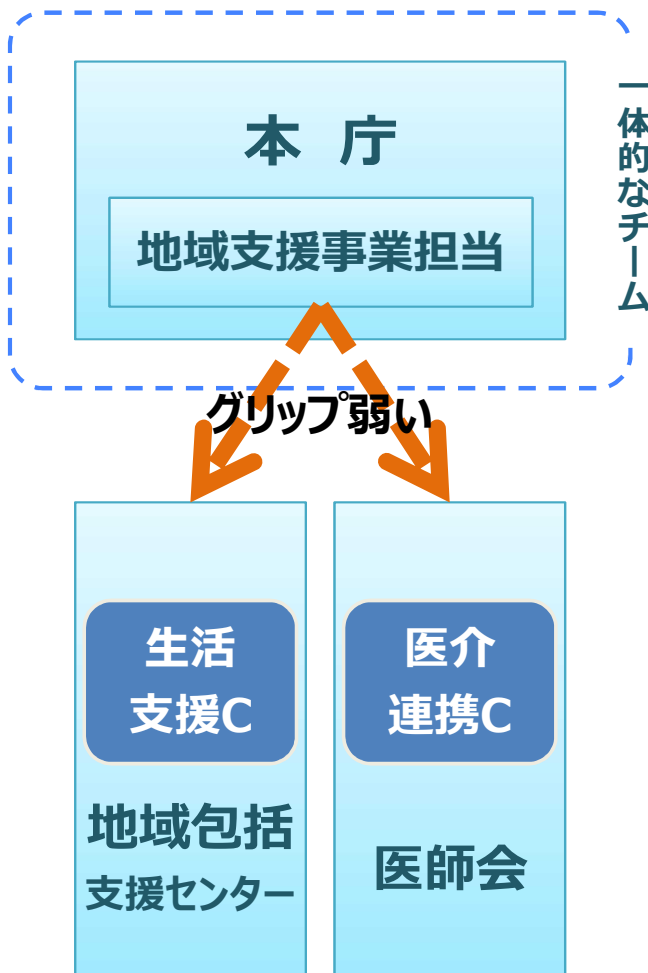 本 庁
地域支援事業担当
一体的なチーム
グリップ弱い
生活
支援C
地域包括
支援センター
医介
連携C
医師会